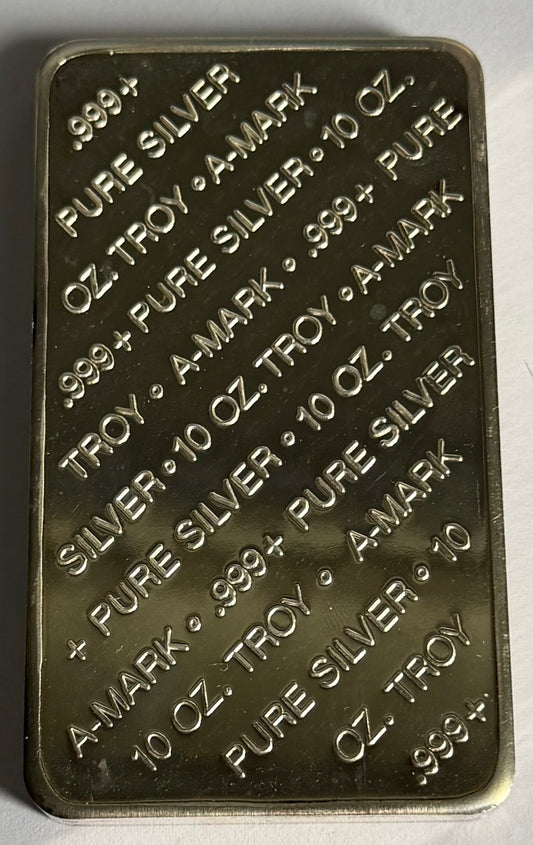 .999+
PURE SILVER
OZ. TROY • A-MARK
.999+ PURE SILVER • 10 OZ.
TROY • A-MARK • .999+ PURE
SILVER • 10 OZ. TROY • A-MARK
+ PURE SILVER • 10 OZ. TROY
A-MARK • .999+ PURE SILVER
10 OZ. TROY • A-MARK
PURE SILVER • 10
OZ. TROY
.999+